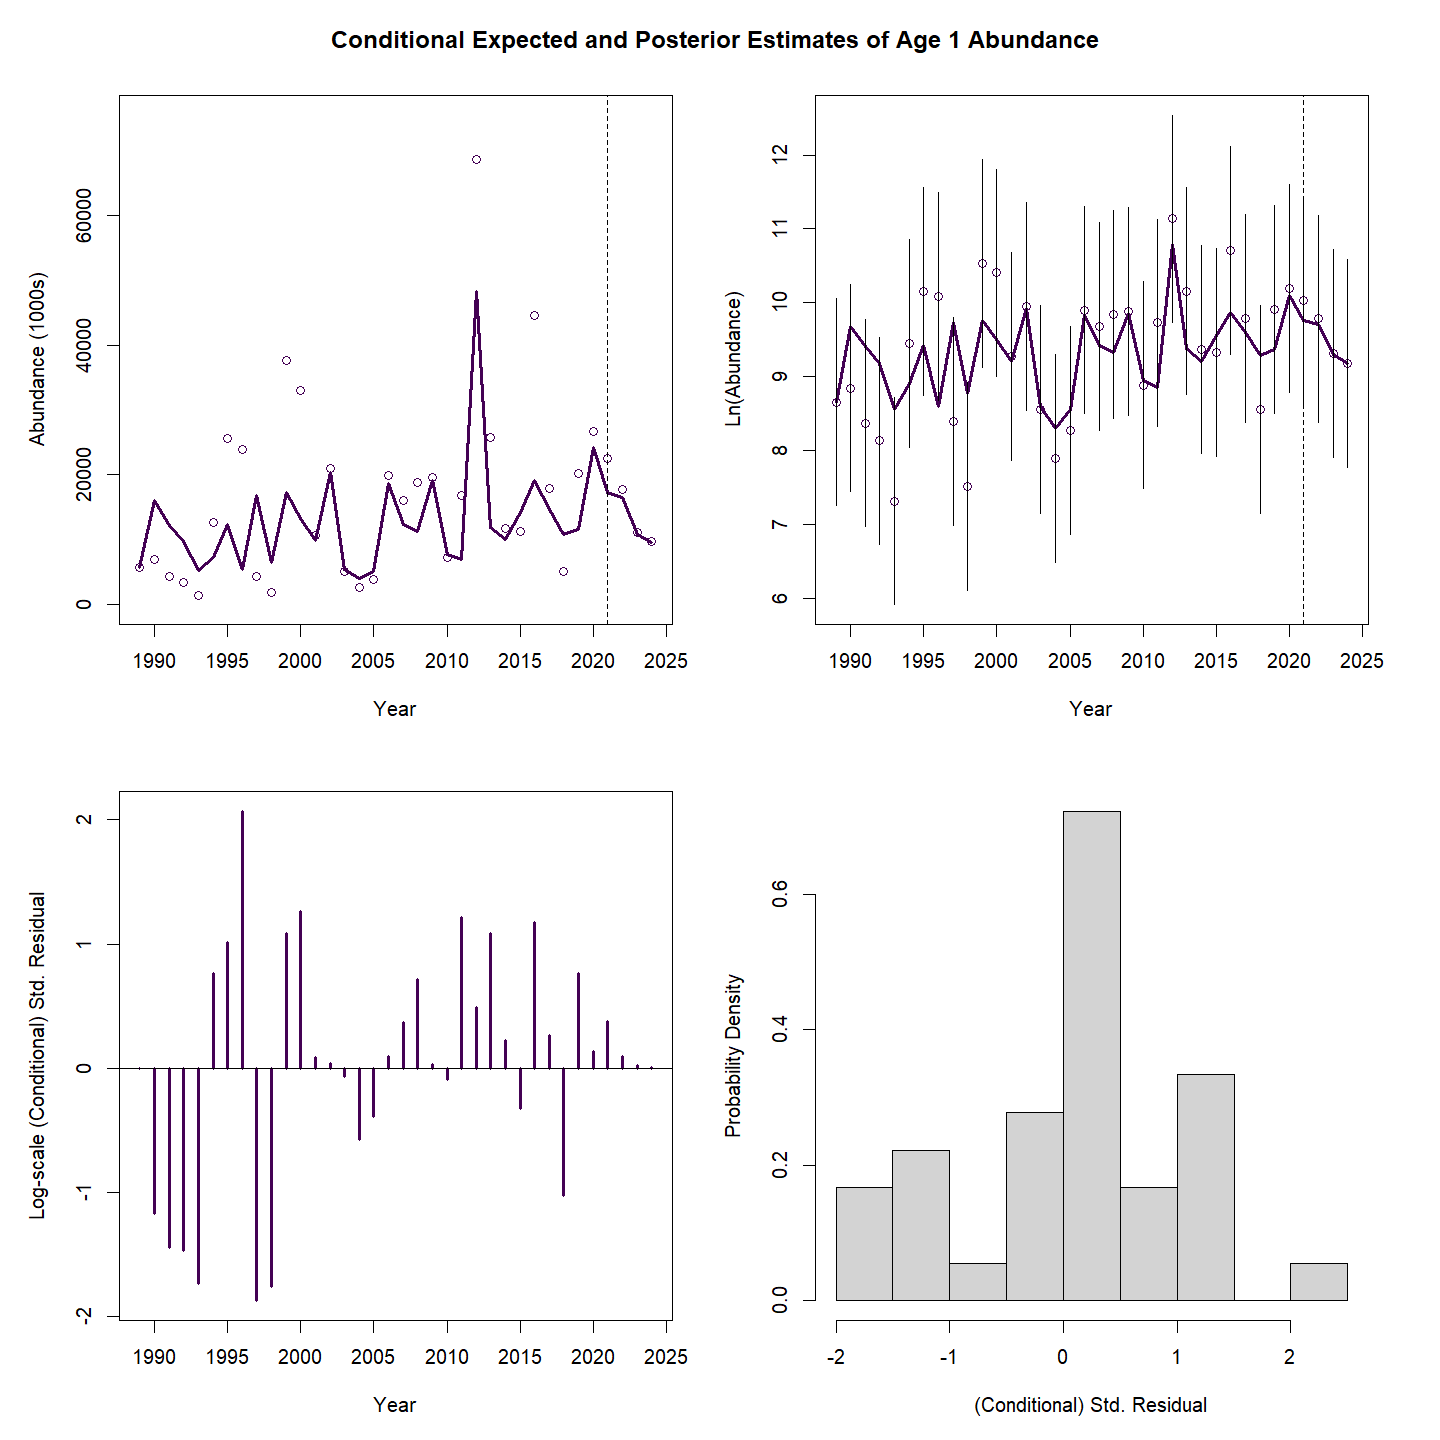 Conditional Expected and Posterior Estimates of Age 1 Abundance
Abundance (1000s)
60000
40000
20000
0
1990 1995 2000 2005 2010 2015 2020 2025
Year
Ln(Abundance)
12
11
10
9
8
7
6
1990 1995 2000 2005 2010 2015 2020 2025
Year
Log-scale (Conditional) Std. Residual
2
1
0
-1
-2
1990 1995 2000 2005 2010 2015 2020 2025
Year
Probability Density
0.6
0.4
0.2
0.0
-2 -1 0 1 2
(Conditional) Std. Residual